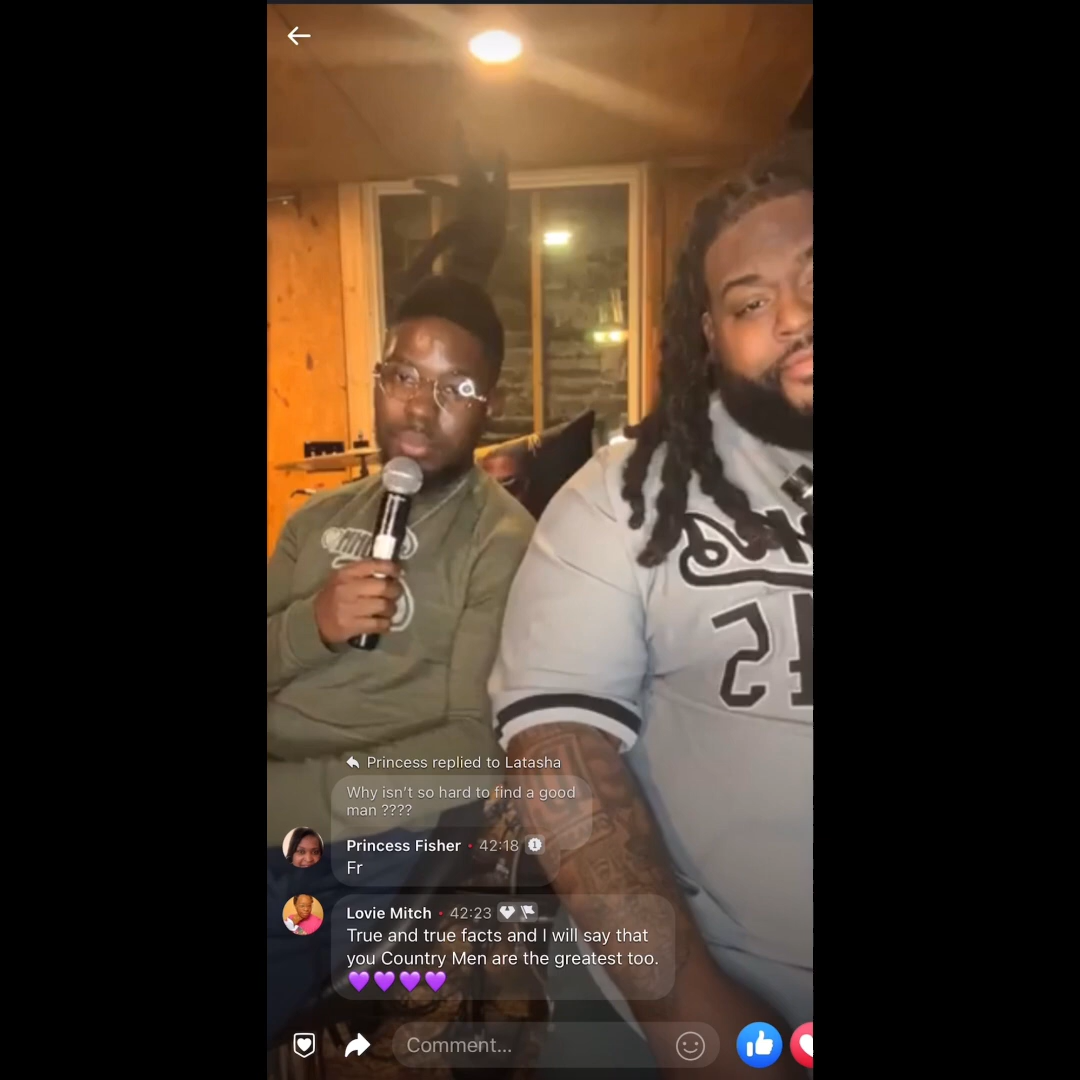 Princess replied to Latasha
Why isn't so hard to find a good
man ????
Princess Fisher • 42:18
Fr
Lovie Mitch • 42:23
True and true facts and I will say that
you Country Men are the greatest too.
💜💜💜💜
Comment...